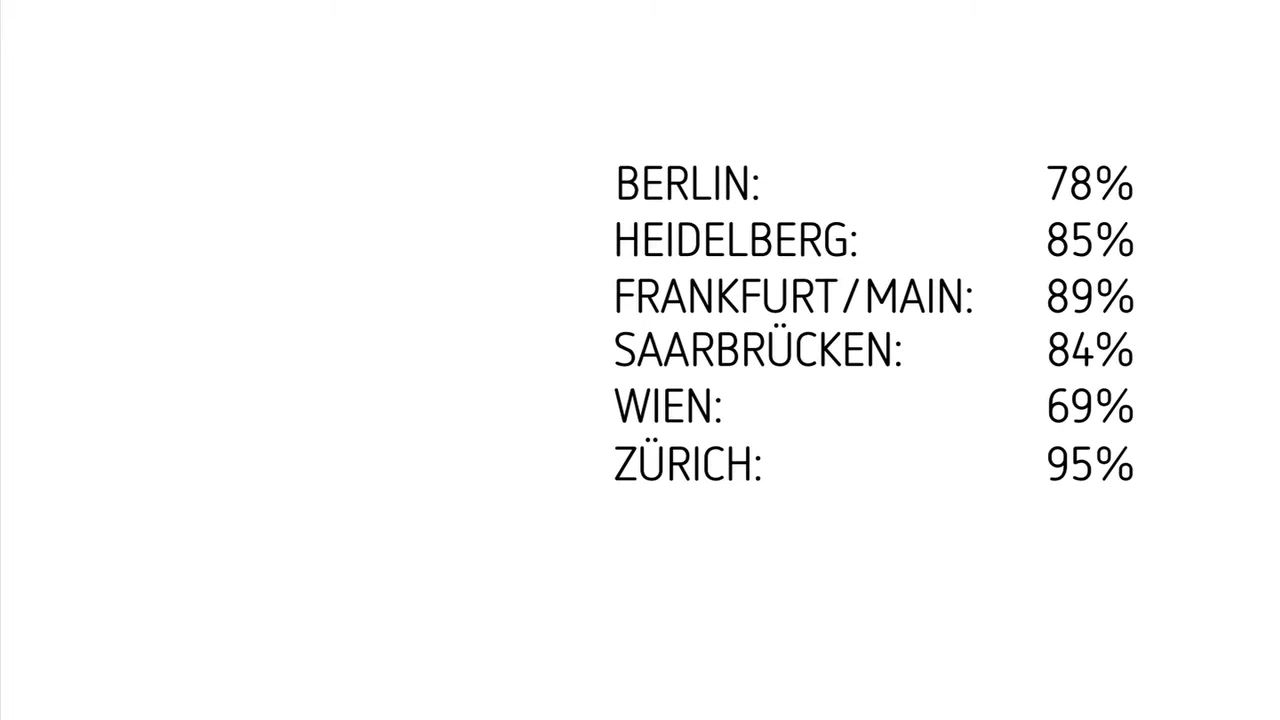 BERLIN: 78%
HEIDELBERG: 85%
FRANKFURT/MAIN: 89%
SAARBRÜCKEN: 84%
WIEN: 69%
ZÜRICH: 95%